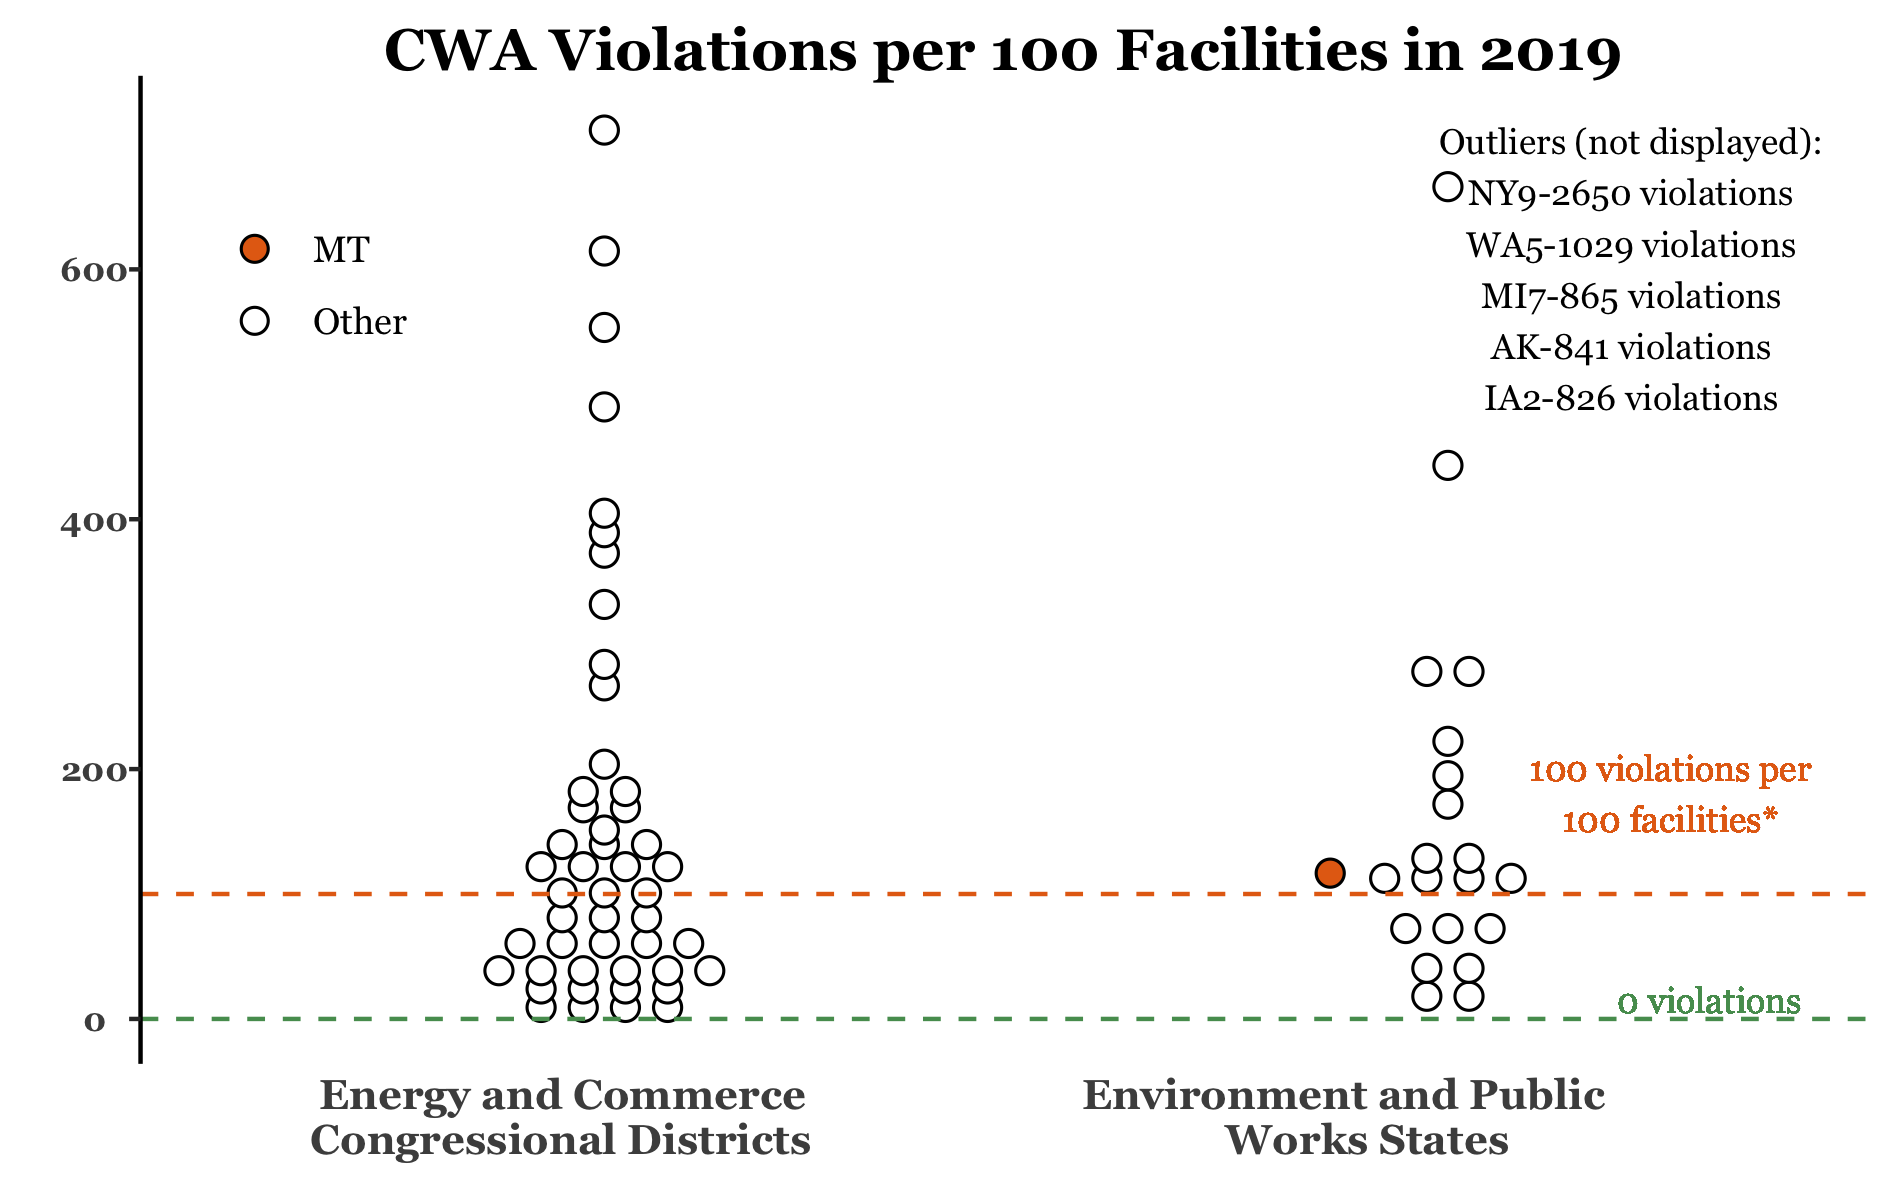 CWA Violations per 100 Facilities in 2019
Outliers (not displayed):
NY9-2650 violations
WA5-1029 violations
MI7-865 violations
AK-841 violations
IA2-826 violations
MT
Other
600
400
200
0
100 violations per
100 facilities*
0 violations
Energy and Commerce
Congressional Districts
Environment and Public
Works States